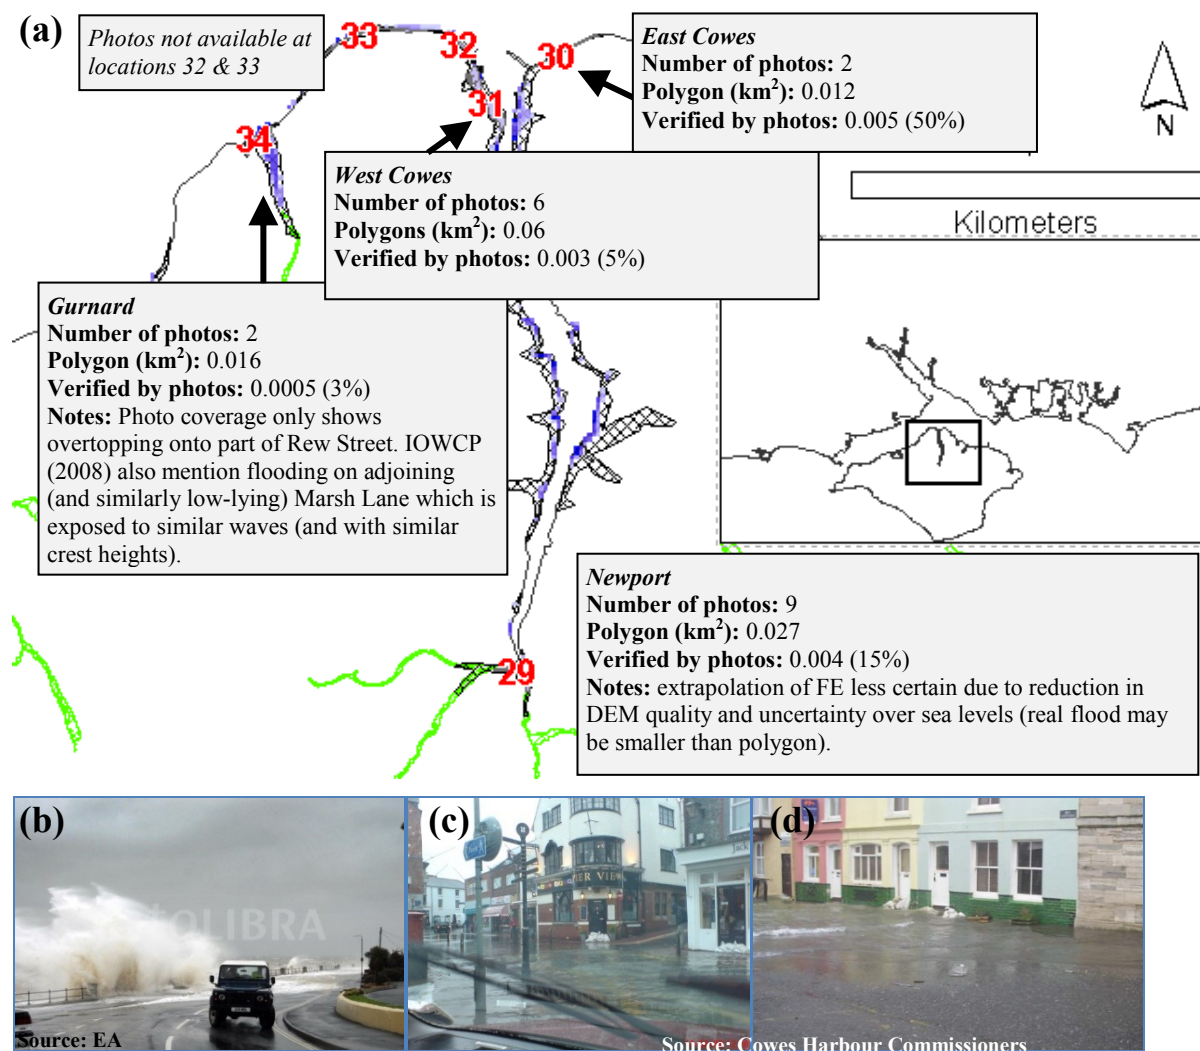 (a)
Photos not available at
locations 32 & 33
33
32
30
31
34
East Cowes
Number of photos: 2
Polygon (km²): 0.012
Verified by photos: 0.005 (50%)
N
West Cowes
Number of photos: 6
Polygons (km²): 0.06
Verified by photos: 0.003 (5%)
Kilometers
Gurnard
Number of photos: 2
Polygon (km²): 0.016
Verified by photos: 0.0005 (3%)
Notes: Photo coverage only shows
overtopping onto part of Rew Street. IOWCP
(2008) also mention flooding on adjoining
(and similarly low-lying) Marsh Lane which is
exposed to similar waves (and with similar
crest heights).
29
Newport
Number of photos: 9
Polygon (km²): 0.027
Verified by photos: 0.004 (15%)
Notes: extrapolation of FE less certain due to reduction in
DEM quality and uncertainty over sea levels (real flood may
be smaller than polygon).
(b)
(c)
(d)
LIBRA
IER VIEW
Jack
Source: EA
Source: Cowes Harbour Commissioners